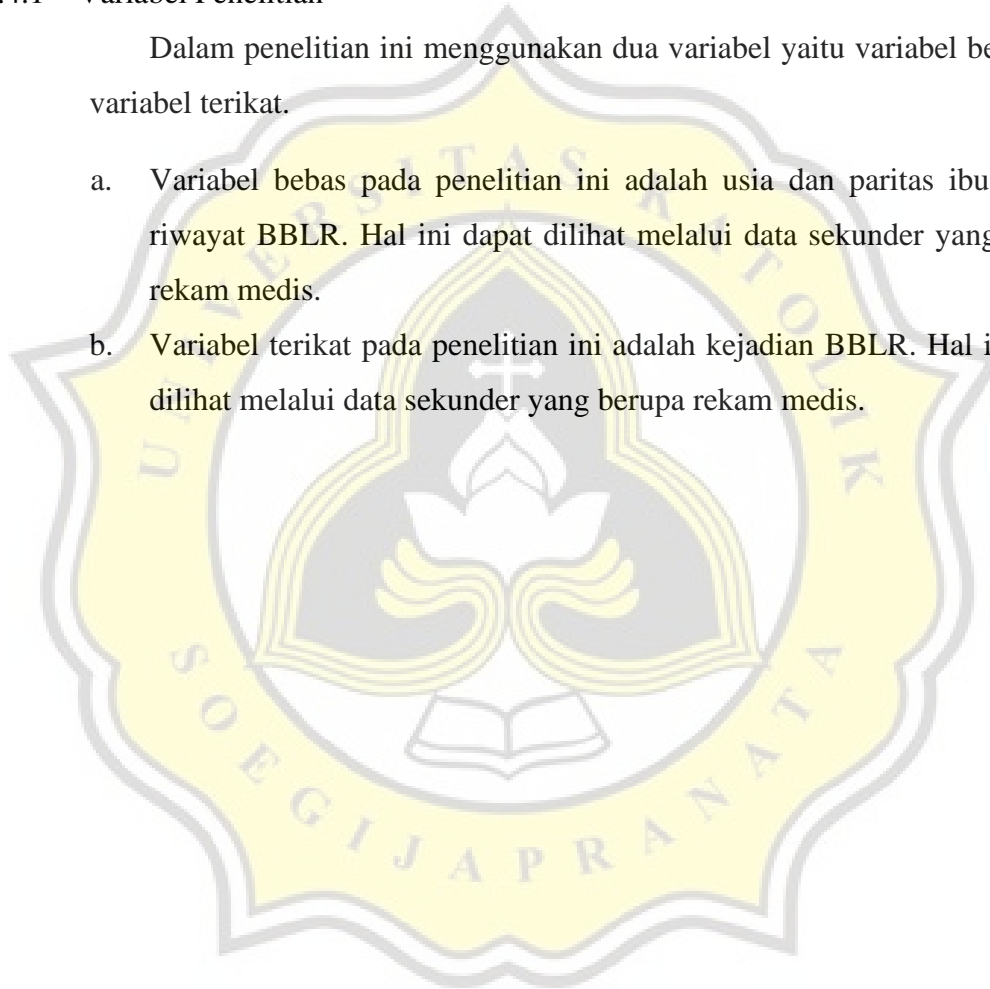 Variabel Penelitian
Dalam penelitian ini menggunakan dua variabel yaitu variabel
variabel terikat.
a. Variabel bebas pada penelitian ini adalah usia dan paritas ibu
riwayat BBLR. Hal ini dapat dilihat melalui data sekunder yang
rekam medis.
b. Variabel terikat pada penelitian ini adalah kejadian BBLR. Hal
dilihat melalui data sekunder yang berupa rekam medis.
UNIVERSITAS KATOLIK
SOEGIJAPRANATA